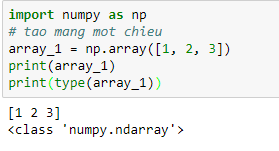 import numpy as np
# tao mang mot chieu
array_1 = np.array([1, 2, 3])
print(array_1)
print(type(array_1))
[1 2 3]
<class 'numpy.ndarray'>